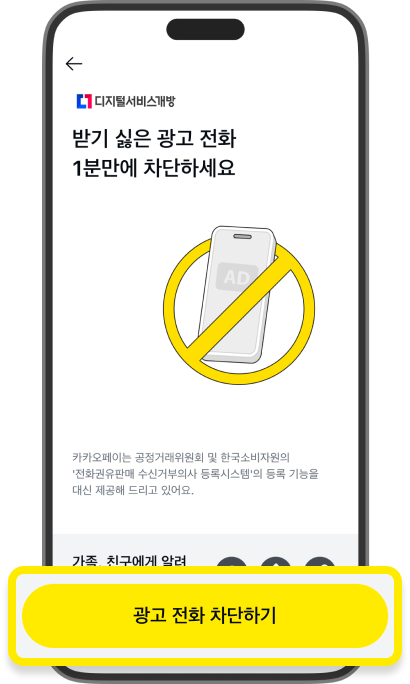 디지털서비스개방
받기 싫은 광고 전화
1분만에 차단하세요
AD
카카오페이는 공정거래위원회 및 한국소비자원의
'전화권유판매 수신거부의사 등록시스템'의 등록 기능을
대신 제공해 드리고 있어요.
가족, 친구에게 알려
광고 전화 차단하기